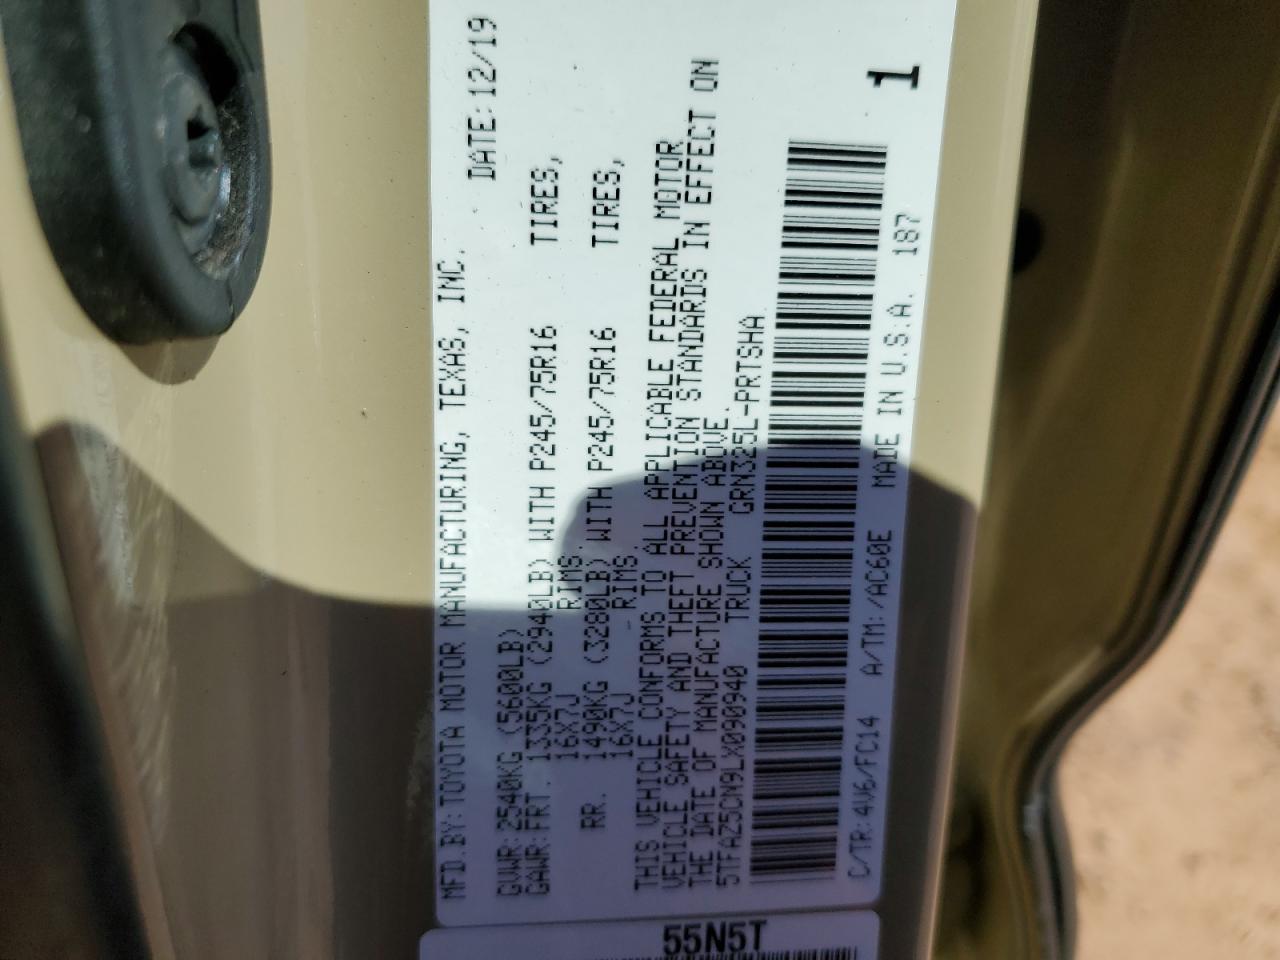 MFD.BY:TOYOTA MOTOR MANUFACTURING, TEXAS, INC.
DATE:12/19
GVWR:2540KG (5600LB)
GAWR:FRT. 1335KG (2940LB) WITH P245/75R16 TIRES,
16X7J RIMS.
RR. 1490KG (3280LB) WITH P245/75R16 TIRES,
16X7J RIMS.
THIS VEHICLE CONFORMS TO ALL APPLICABLE FEDERAL MOTOR
VEHICLE SAFETY AND THEFT PREVENTION STANDARDS IN EFFECT ON
THE DATE OF MANUFACTURE SHOWN ABOVE.
5TFAZ5CN9LX090940 TRUCK GRN325L-PRTSHA
1
C/TR:4V6/FC14 A/TM:/AC60E MADE IN U.S.A. 187
55N5T